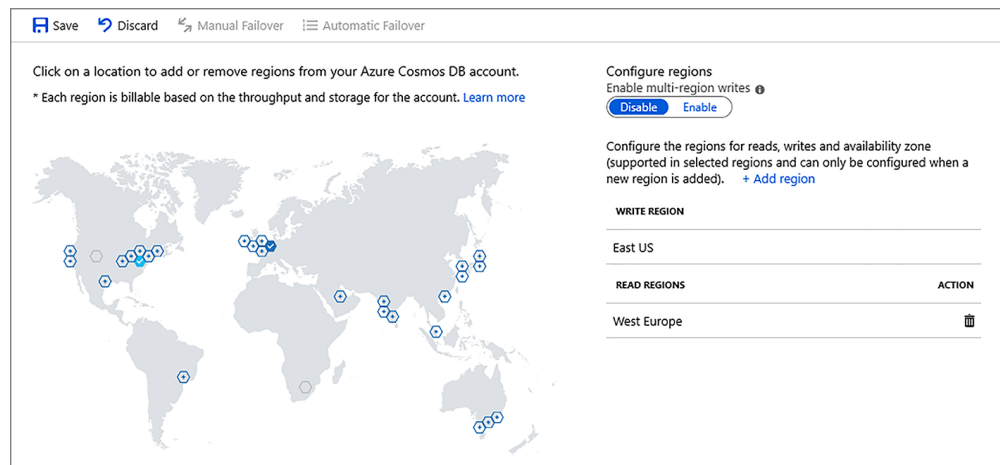 Save Discard Manual Failover Automatic Failover
Click on a location to add or remove regions from your Azure Cosmos DB account.
* Each region is billable based on the throughput and storage for the account. Learn more
Configure regions
Enable multi-region writes
Disable Enable
Configure the regions for reads, writes and availability zone
(supported in selected regions and can only be configured when a
new region is added). + Add region
WRITE REGION
East US
READ REGIONS ACTION
West Europe